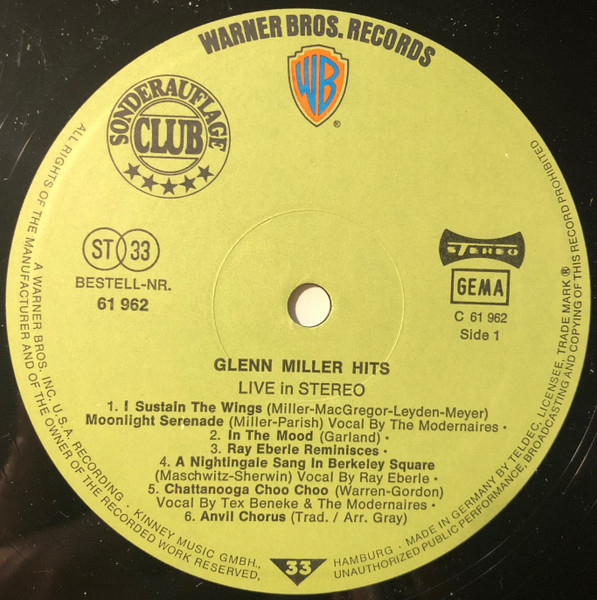 WARNER BROS. RECORDS
WB
®
SONDERAUFLAGE
CLUB
ST 33
BESTELL-NR.
61 962
STEREO
GEMA
C 61 962
Side 1
GLENN MILLER HITS
LIVE in STEREO
1. I Sustain The Wings (Miller-MacGregor-Leyden-Meyer)
Moonlight Serenade (Miller-Parish) Vocal By The Modernaires •
2. In The Mood (Garland) •
3. Ray Eberle Reminisces •
4. A Nightingale Sang In Berkeley Square
(Maschwitz-Sherwin) Vocal By Ray Eberle •
5. Chattanooga Choo Choo (Warren-Gordon)
Vocal By Tex Beneke & The Modernaires •
6. Anvil Chorus (Trad. / Arr. Gray)
33
ALL RIGHTS OF THE MANUFACTURER AND OF THE OWNER OF THE RECORDED WORK RESERVED.
A WARNER BROS. INC. U.S.A. RECORDING · KINNEY MUSIC GMBH., HAMBURG · MADE IN GERMANY BY TELDEC, LICENSEE, TRADE MARK ®
UNAUTHORIZED PUBLIC PERFORMANCE, BROADCASTING AND COPYING OF THIS RECORD PROHIBITED